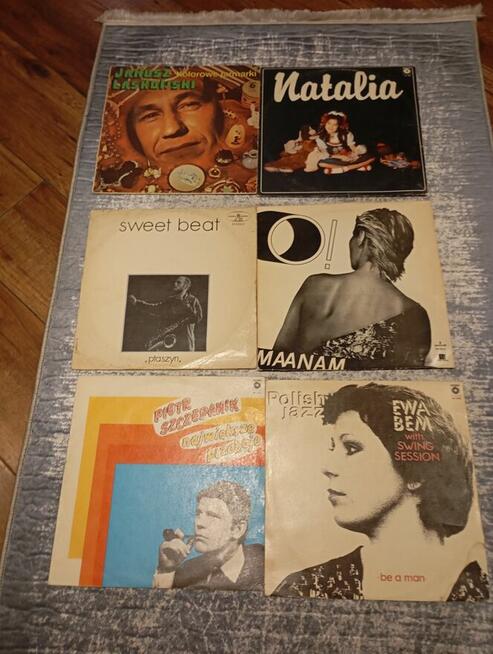 JANUSZ Kolorowe jarmarki
LASKOWSKI
Natalia
sweet beat
„ptaszyn„
O!
MAANAM
PIOTR
SZCZEPANIK
największe
przeboje
Polish
jazz
EWA
BEM
with
SWING
SESSION
be a man